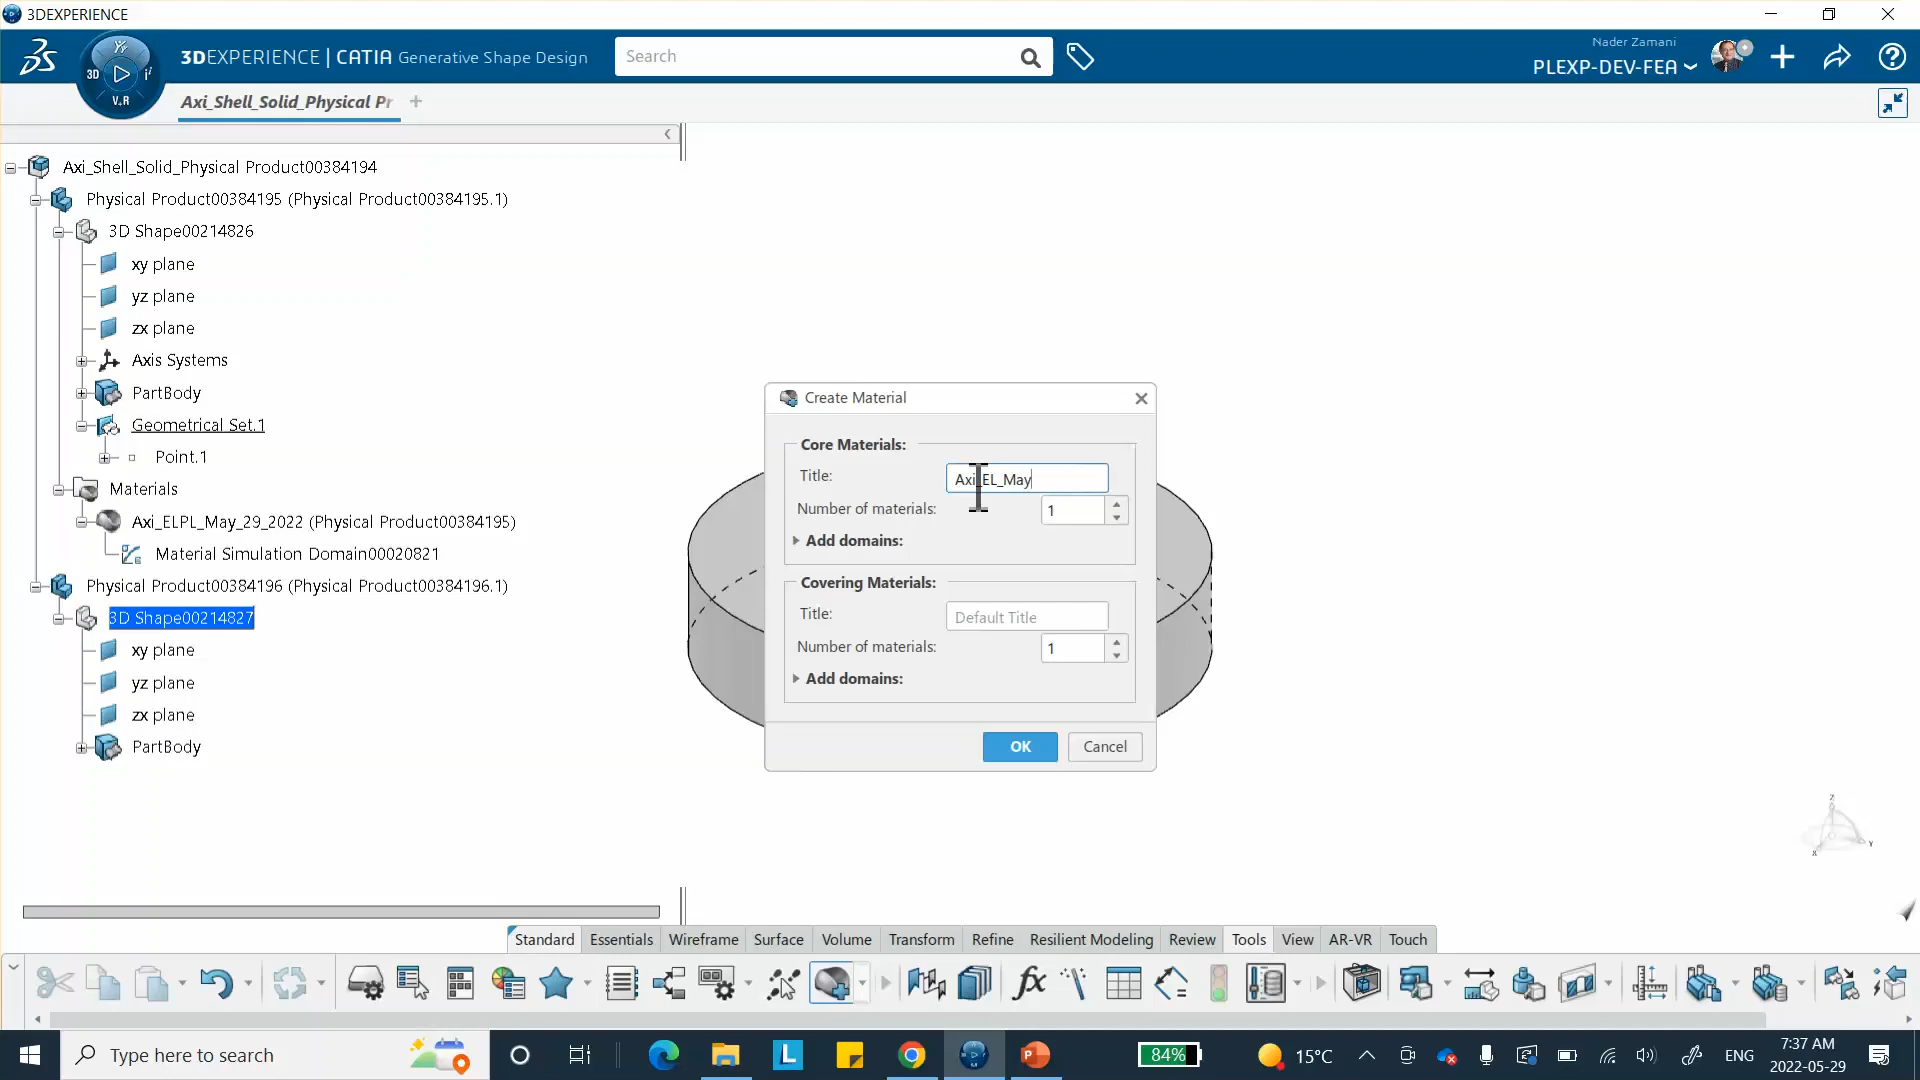 3DEXPERIENCE
3DEXPERIENCE | CATIA Generative Shape Design
Search
Nader Zamani
PLEXP-DEV-FEA
3D
V.R
Axi_Shell_Solid_Physical Pr
Axi_Shell_Solid_Physical Product00384194
Physical Product00384195 (Physical Product00384195.1)
3D Shape00214826
xy plane
yz plane
zx plane
Axis Systems
PartBody
Geometrical Set.1
Point.1
Materials
Axi_ELPL_May_29_2022 (Physical Product00384195)
Material Simulation Domain00020821
Physical Product00384196 (Physical Product00384196.1)
3D Shape00214827
xy plane
yz plane
zx plane
PartBody
Create Material
Core Materials:
Title: Axi_EL_May
Number of materials: 1
Add domains:
Covering Materials:
Title: Default Title
Number of materials: 1
Add domains:
OK Cancel
Z
X Y
Standard Essentials Wireframe Surface Volume Transform Refine Resilient Modeling Review Tools View AR-VR Touch
fx
Type here to search
84%
15°C
ENG
7:37 AM
2022-05-29